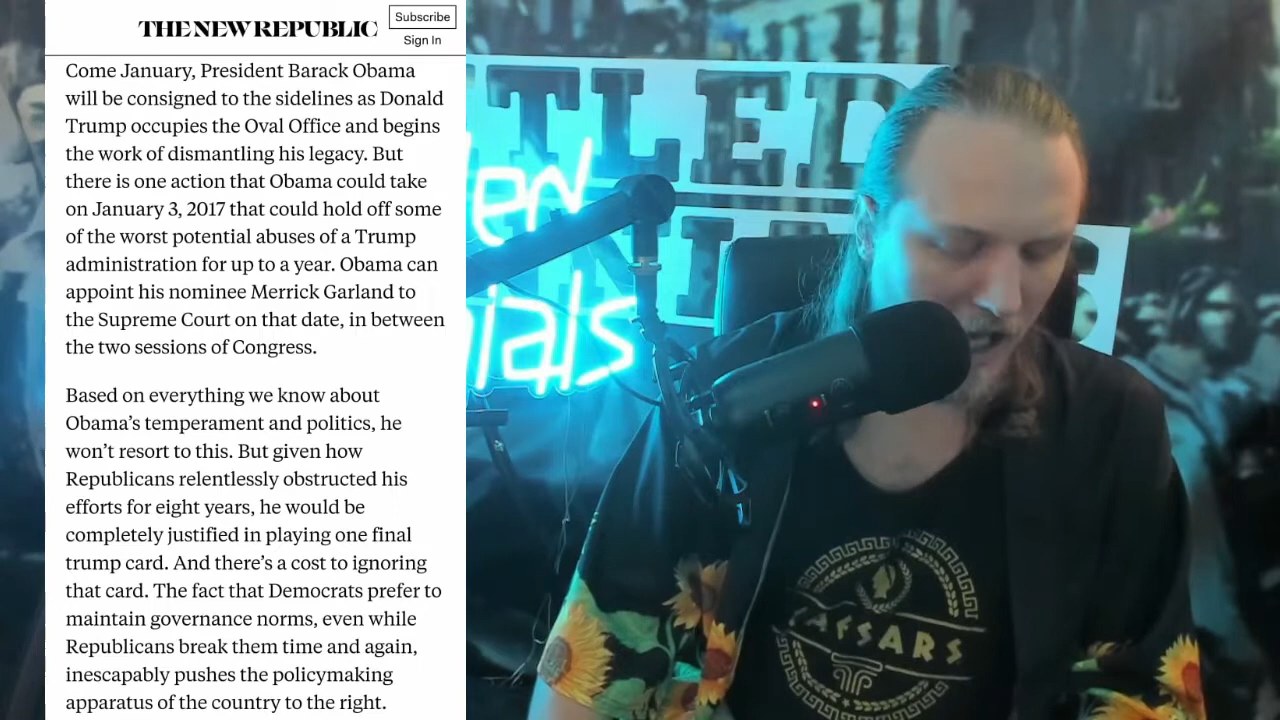 THE NEW REPUBLIC
Subscribe
Sign In
Come January, President Barack Obama
will be consigned to the sidelines as Donald
Trump occupies the Oval Office and begins
the work of dismantling his legacy. But
there is one action that Obama could take
on January 3, 2017 that could hold off some
of the worst potential abuses of a Trump
administration for up to a year. Obama can
appoint his nominee Merrick Garland to
the Supreme Court on that date, in between
the two sessions of Congress.
Based on everything we know about
Obama’s temperament and politics, he
won’t resort to this. But given how
Republicans relentlessly obstructed his
efforts for eight years, he would be
completely justified in playing one final
trump card. And there’s a cost to ignoring
that card. The fact that Democrats prefer to
maintain governance norms, even while
Republicans break them time and again,
inescapably pushes the policymaking
apparatus of the country to the right.
CAESARS